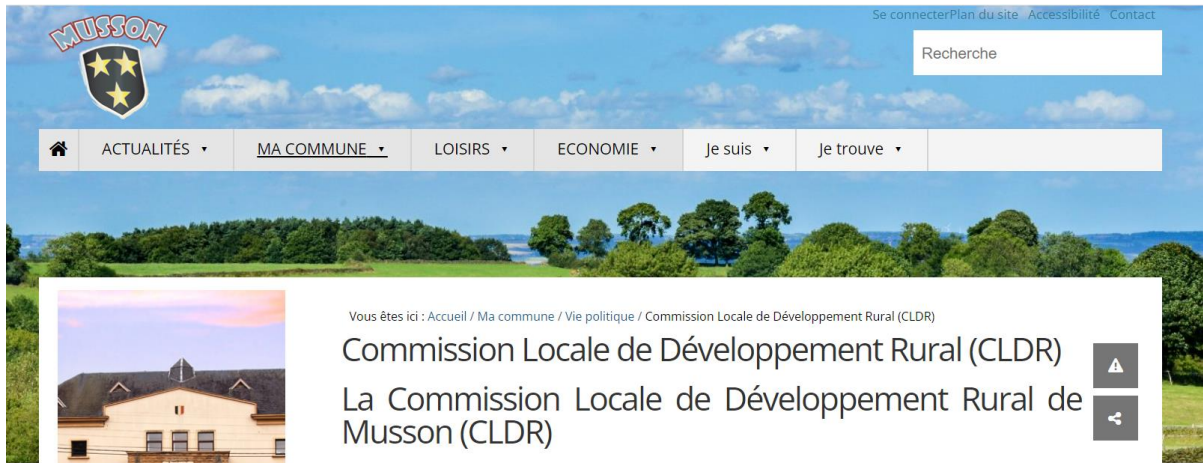 MUSSON
Se connecterPlan du site Accessibilité Contact
Recherche
ACTUALITÉS MA COMMUNE LOISIRS ECONOMIE Je suis Je trouve
Vous êtes ici : Accueil / Ma commune / Vie politique / Commission Locale de Développement Rural (CLDR)
Commission Locale de Développement Rural (CLDR)
La Commission Locale de Développement Rural de
Musson (CLDR)